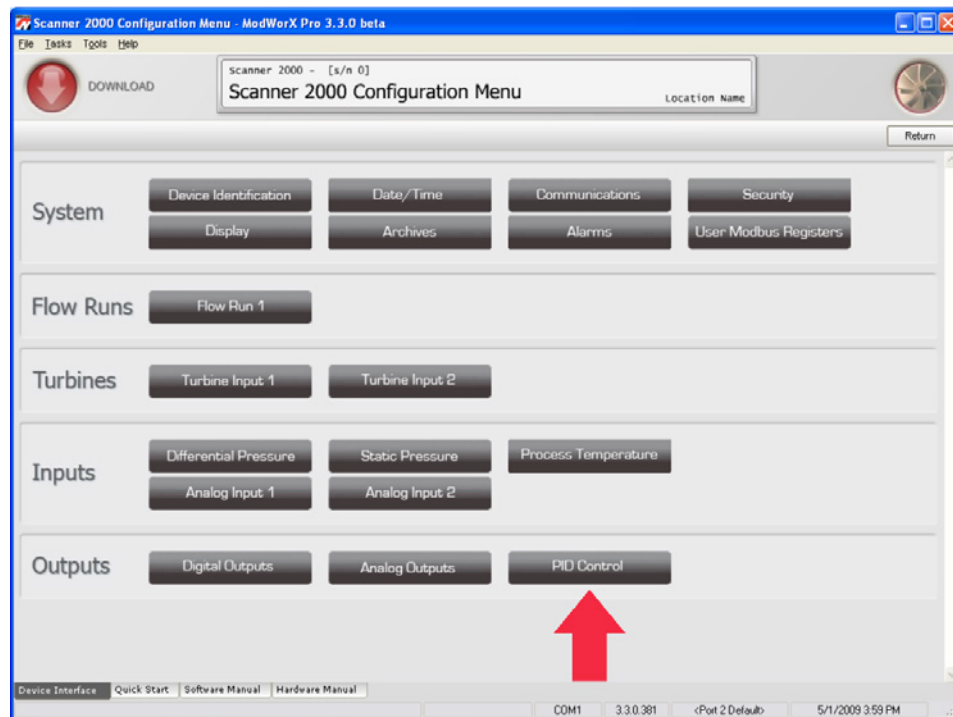 Scanner 2000 Configuration Menu - ModWorX Pro 3.3.0 beta
File Tasks Tools Help
DOWNLOAD
Scanner 2000 - [s/n 0]
Scanner 2000 Configuration Menu
Location Name
Return
System
Device Identification Date/Time Communications Security
Display Archives Alarms User Modbus Registers
Flow Runs Flow Run 1
Turbines Turbine Input 1 Turbine Input 2
Inputs
Differential Pressure Static Pressure Process Temperature
Analog Input 1 Analog Input 2
Outputs Digital Outputs Analog Outputs PID Control
Device Interface Quick Start Software Manual Hardware Manual
COM1 3.3.0.381 <Port 2 Default> 5/1/2009 3:59 PM